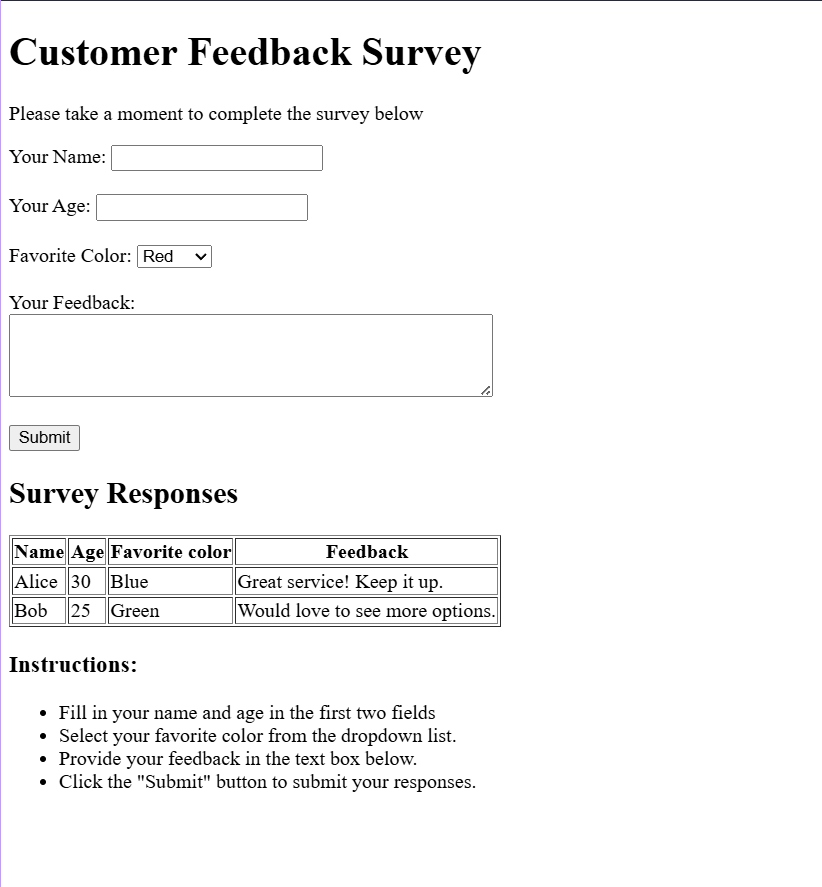 Customer Feedback Survey
Please take a moment to complete the survey below
Your Name:
Your Age:
Favorite Color: Red
Your Feedback:
Submit
Survey Responses
Name Age Favorite color Feedback
Alice 30 Blue Great service! Keep it up.
Bob 25 Green Would love to see more options.
Instructions:
Fill in your name and age in the first two fields
Select your favorite color from the dropdown list.
Provide your feedback in the text box below.
Click the "Submit" button to submit your responses.